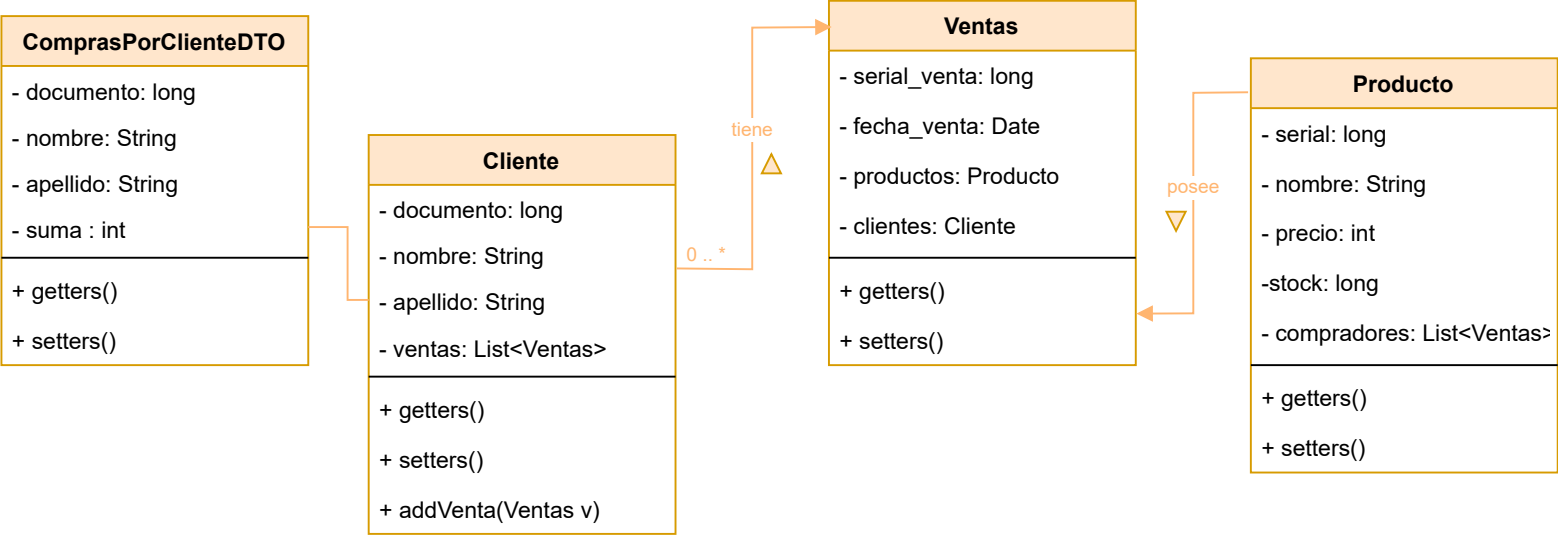 ComprasPorClienteDTO
- documento: long
- nombre: String
- apellido: String
- suma : int
+ getters()
+ setters()
Cliente
- documento: long
- nombre: String
- apellido: String
- ventas: List<Ventas>
+ getters()
+ setters()
+ addVenta(Ventas v)
0 .. *
tiene
Ventas
- serial_venta: long
- fecha_venta: Date
- productos: Producto
- clientes: Cliente
+ getters()
+ setters()
posee
Producto
- serial: long
- nombre: String
- precio: int
-stock: long
- compradores: List<Ventas>
+ getters()
+ setters()